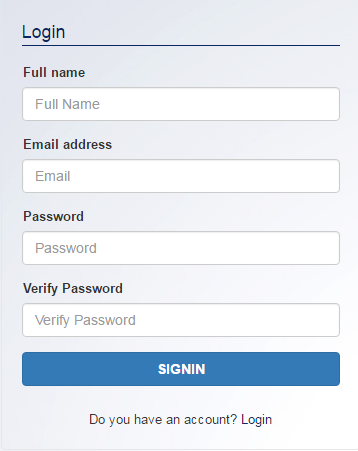 Login
Full name
Full Name
Email address
Email
Password
Password
Verify Password
Verify Password
SIGNIN
Do you have an account? Login